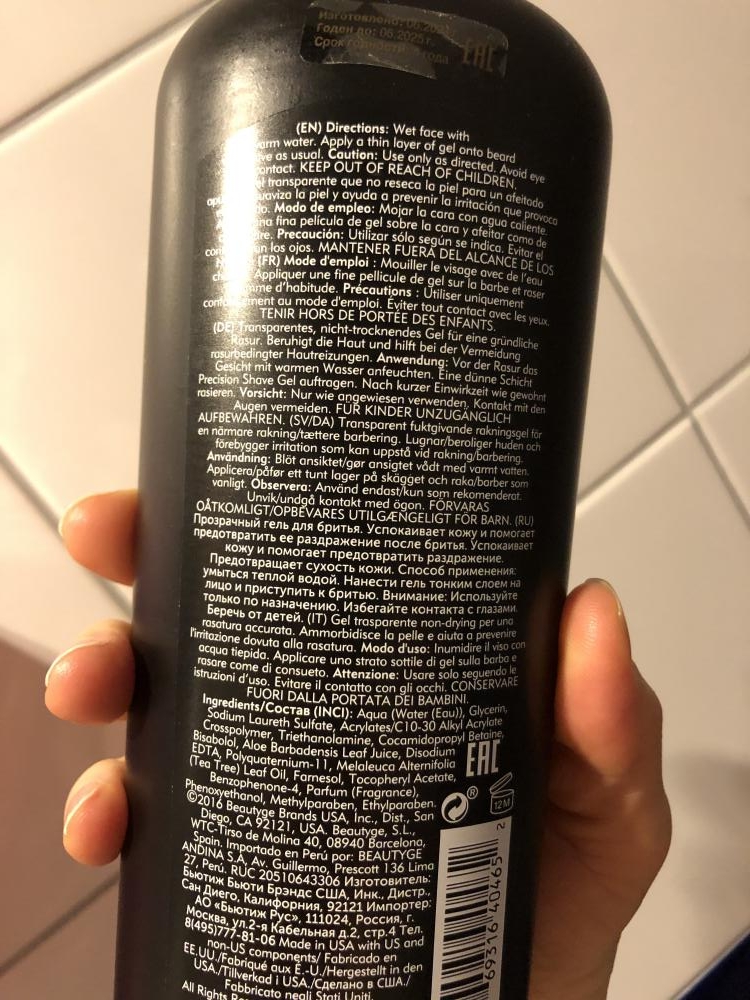 Изготовлено: 06.202
Годен до: 06.2025 г.
Срок года
EAC
(EN) Directions: Wet face with
water. Apply a thin layer of gel onto beard
as usual. Caution: Use only as directed. Avoid eye
contact. KEEP OUT OF REACH OF CHILDREN.
transparente que no reseca la piel para un afeitado
suaviza la piel y ayuda a prevenir la irritación que provoca
Modo de empleo: Mojar la cara con agua caliente.
una fina película de gel sobre la cara y afeitar como de
Precaución: Utilizar sólo según se indica. Evitar el
los ojos. MANTENER FUERA DEL ALCANCE DE LOS
(FR) Mode d'emploi : Mouiller le visage avec de l'eau
Appliquer une fine pellicule de gel sur la barbe et raser
d'habitude. Précautions : Utiliser uniquement
au mode d'emploi. Éviter tout contact avec les yeux.
TENIR HORS DE PORTÉE DES ENFANTS.
(DE) Transparentes, nicht-trocknendes Gel für eine gründliche
Rasur. Beruhigt die Haut und hilft bei der Vermeidung
rasurbedingter Hautreizungen. Anwendung: Vor der Rasur das
Gesicht mit warmen Wasser anfeuchten. Eine dünne Schicht
Precision Shave Gel auftragen. Nach kurzer Einwirkzeit wie gewohnt
rasieren. Vorsicht: Nur wie angewiesen verwenden, Kontakt mit den
Augen vermeiden. FÜR KINDER UNZUGÄNGLICH
AUFBEWAHREN. (SV/DA) Transparent fuktgivande rakningsgel för
en närmare rakning/tættere barbering. Lugnar/beroliger huden och
förebygger irritation som kan uppstå vid rakning/barbering.
Användning: Blöt ansiktet/gør ansigtet vådt med varmt vatten.
Applicera/påfør ett tunt lager på skägget och raka/barber som
vanligt. Observera: Använd endast/kun som rekomenderat.
Unvik/undgå kontakt med ögon. FÖRVARAS
OÅTKOMLIGT/OPBEVARES UTILGÆNGELIGT FÖR BARN. (RU)
Прозрачный гель для бритья. Успокаивает кожу и помогает
предотвратить ее раздражение после бритья. Успокаивает
кожу и помогает предотвратить раздражение.
Предотвращает сухость кожи. Способ применения:
умыться теплой водой. Нанести гель тонким слоем на
лицо и приступить к бритью. Внимание: Используйте
только по назначению. Избегайте контакта с глазами.
Беречь от детей. (IT) Gel trasparente non-drying per una
rasatura accurata. Ammorbidisce la pelle e aiuta a prevenire
l'irritazione dovuta alla rasatura. Modo d'uso: Inumidire il viso con
acqua tiepida. Applicare uno strato sottile di gel sulla barba e
rasare come di consueto. Attenzione: Usare solo seguendo le
istruzioni d'uso. Evitare il contatto con gli occhi. CONSERVARE
FUORI DALLA PORTATA DEI BAMBINI.
Ingredients/Состав (INCI): Aqua (Water (Eau)), Glycerin,
Sodium Laureth Sulfate, Acrylates/C10-30 Alkyl Acrylate
Crosspolymer, Triethanolamine, Cocamidopropyl Betaine,
Bisabolol, Aloe Barbadensis Leaf Juice, Disodium
EDTA, Polyquaternium-11, Melaleuca Alternifolia
(Tea Tree) Leaf Oil, Farnesol, Tocopheryl Acetate,
Benzophenone-4, Parfum (Fragrance),
Phenoxyethanol, Methylparaben, Ethylparaben.
EAC
12M
©2016 Beautyge Brands USA, Inc., Dist., San
Diego, CA 92121, USA. Beautyge, S.L.,
WTC-Tirso de Molina 40, 08940 Barcelona,
Spain. Importado en Perú por: BEAUTYGE
ANDINA S.A, Av. Guillermo, Prescott 136 Lima
27, Perú. RUC 20510643306 Изготовитель:
Бьютиж Бьюти Брэндс США, Инк., Дистр.,
Сан Диего, Калифорния, 92121 Импортер:
АО «Бьютиж Рус», 111024, Россия, г.
Москва, ул.2-я Кабельная д.2, стр.4 Тел.
8(495)777-81-06 Made in USA with US and
non-US components/ Fabricado en
EE.UU./Fabriqué aux É.-U./Hergestellt in den
USA./Tillverkad i USA./Сделано в США./
Fabbricato negli Stati Uniti.
All Rights
69316 40465 2